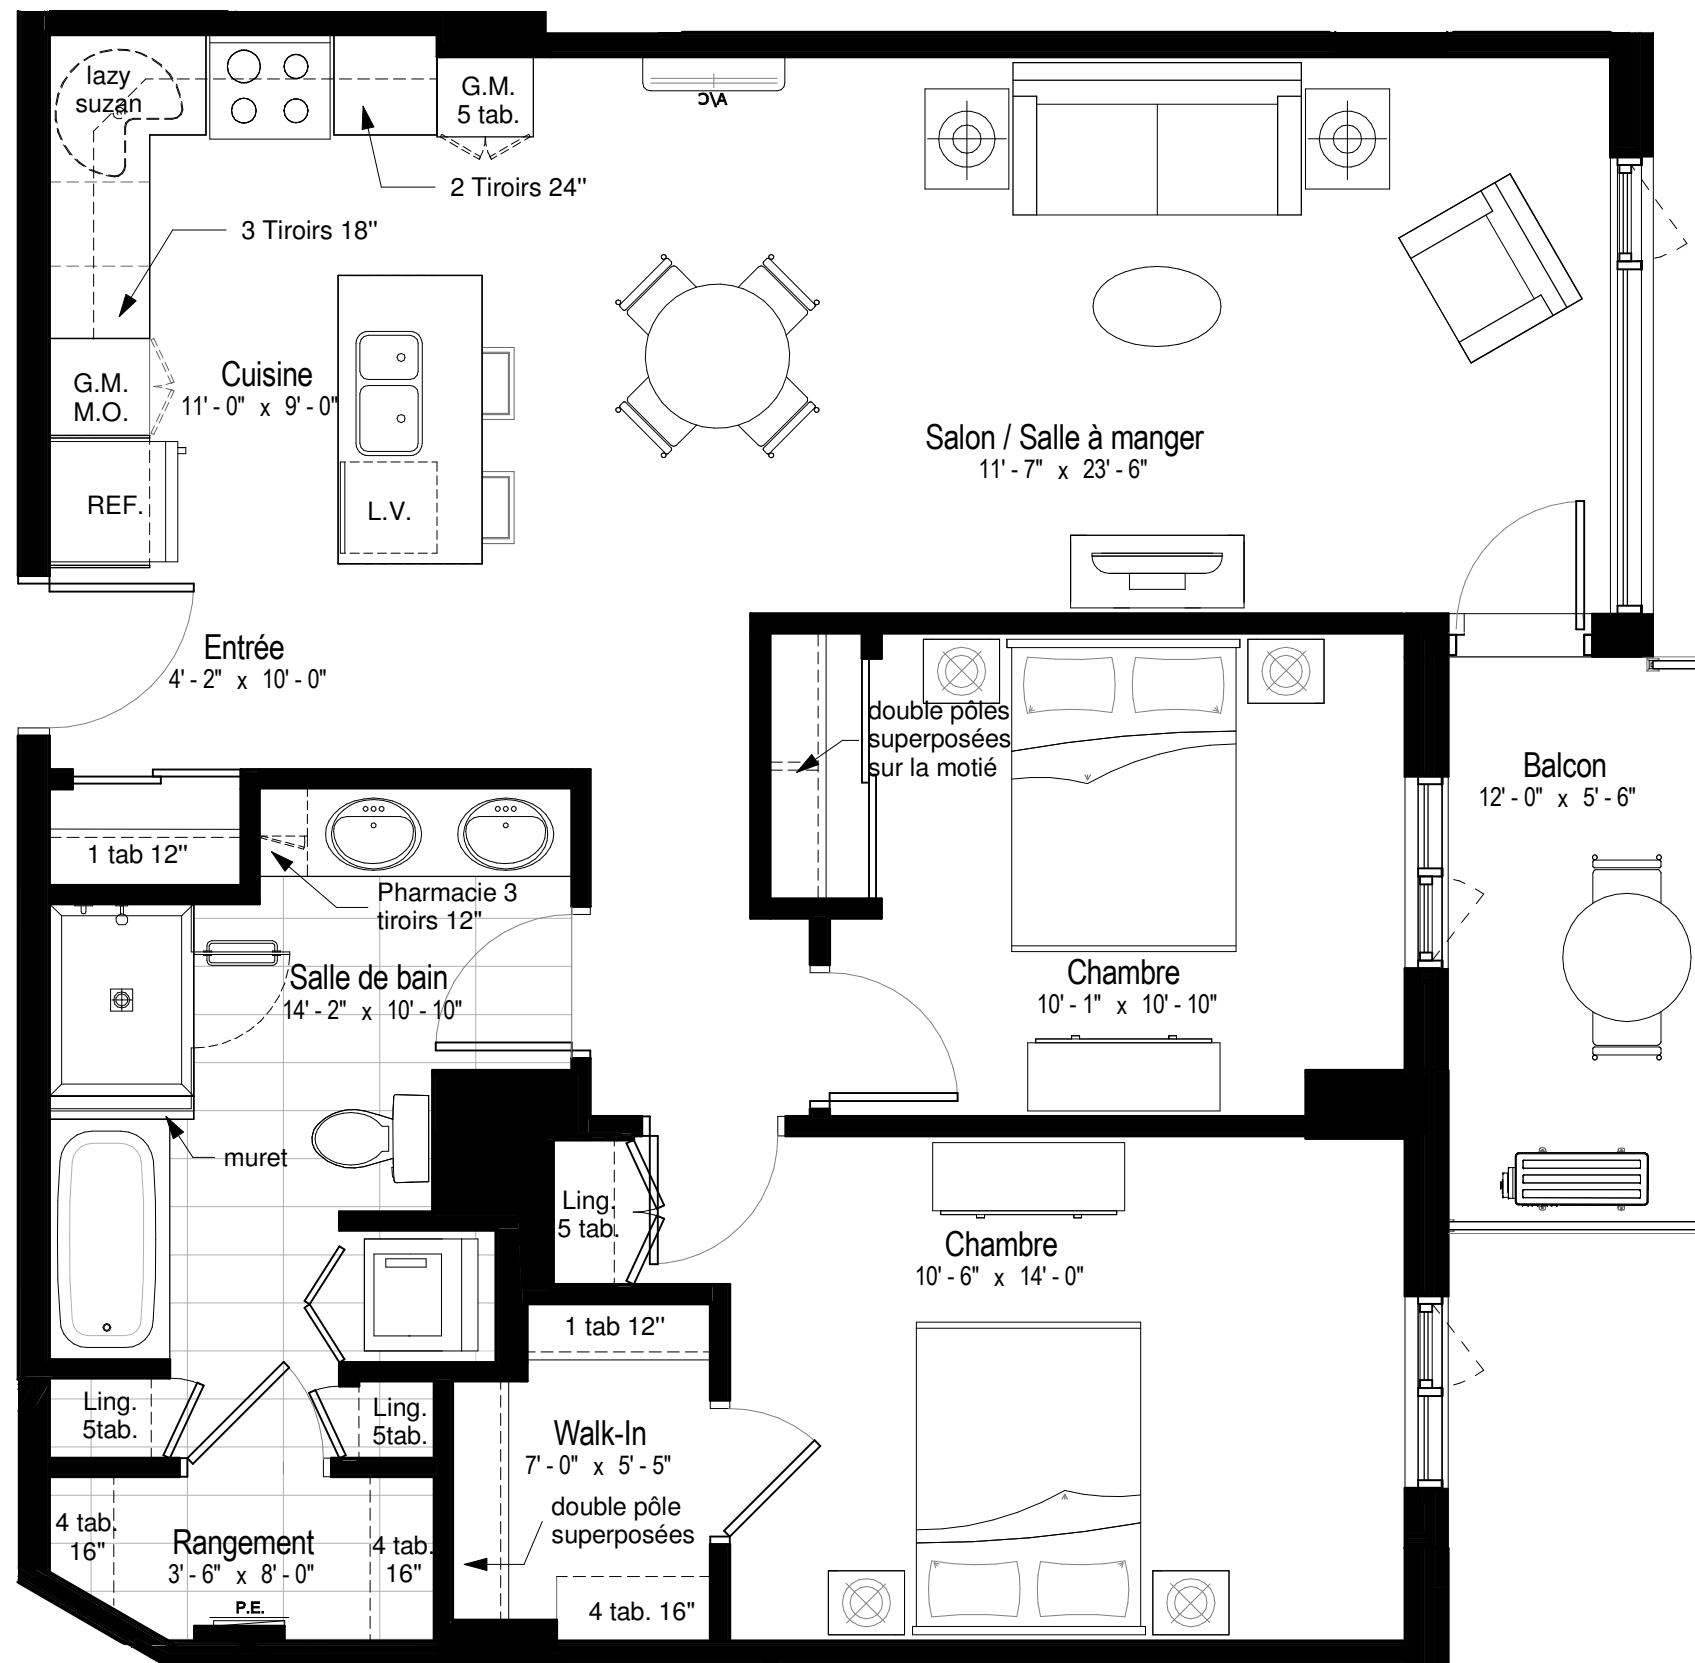 lazy
suzan
G.M.
5 tab.
A/C
2 Tiroirs 24"
3 Tiroirs 18"
G.M.
M.O.
Cuisine
11' - 0" x 9' - 0"
REF.
L.V.
Salon / Salle à manger
11' - 7" x 23' - 6"
Entrée
4' - 2" x 10' - 0"
double pôles
superposées
sur la motié
Balcon
12' - 0" x 5' - 6"
1 tab 12"
Pharmacie 3
tiroirs 12"
Salle de bain
14' - 2" x 10' - 10"
Chambre
10' - 1" x 10' - 10"
muret
Ling.
5 tab.
Chambre
10' - 6" x 14' - 0"
1 tab 12"
Ling.
5tab.
Ling.
5tab.
Walk-In
7' - 0" x 5' - 5"
double pôle
superposées
4 tab.
16"
Rangement
3' - 6" x 8' - 0"
4 tab.
16"
P.E.
4 tab. 16"